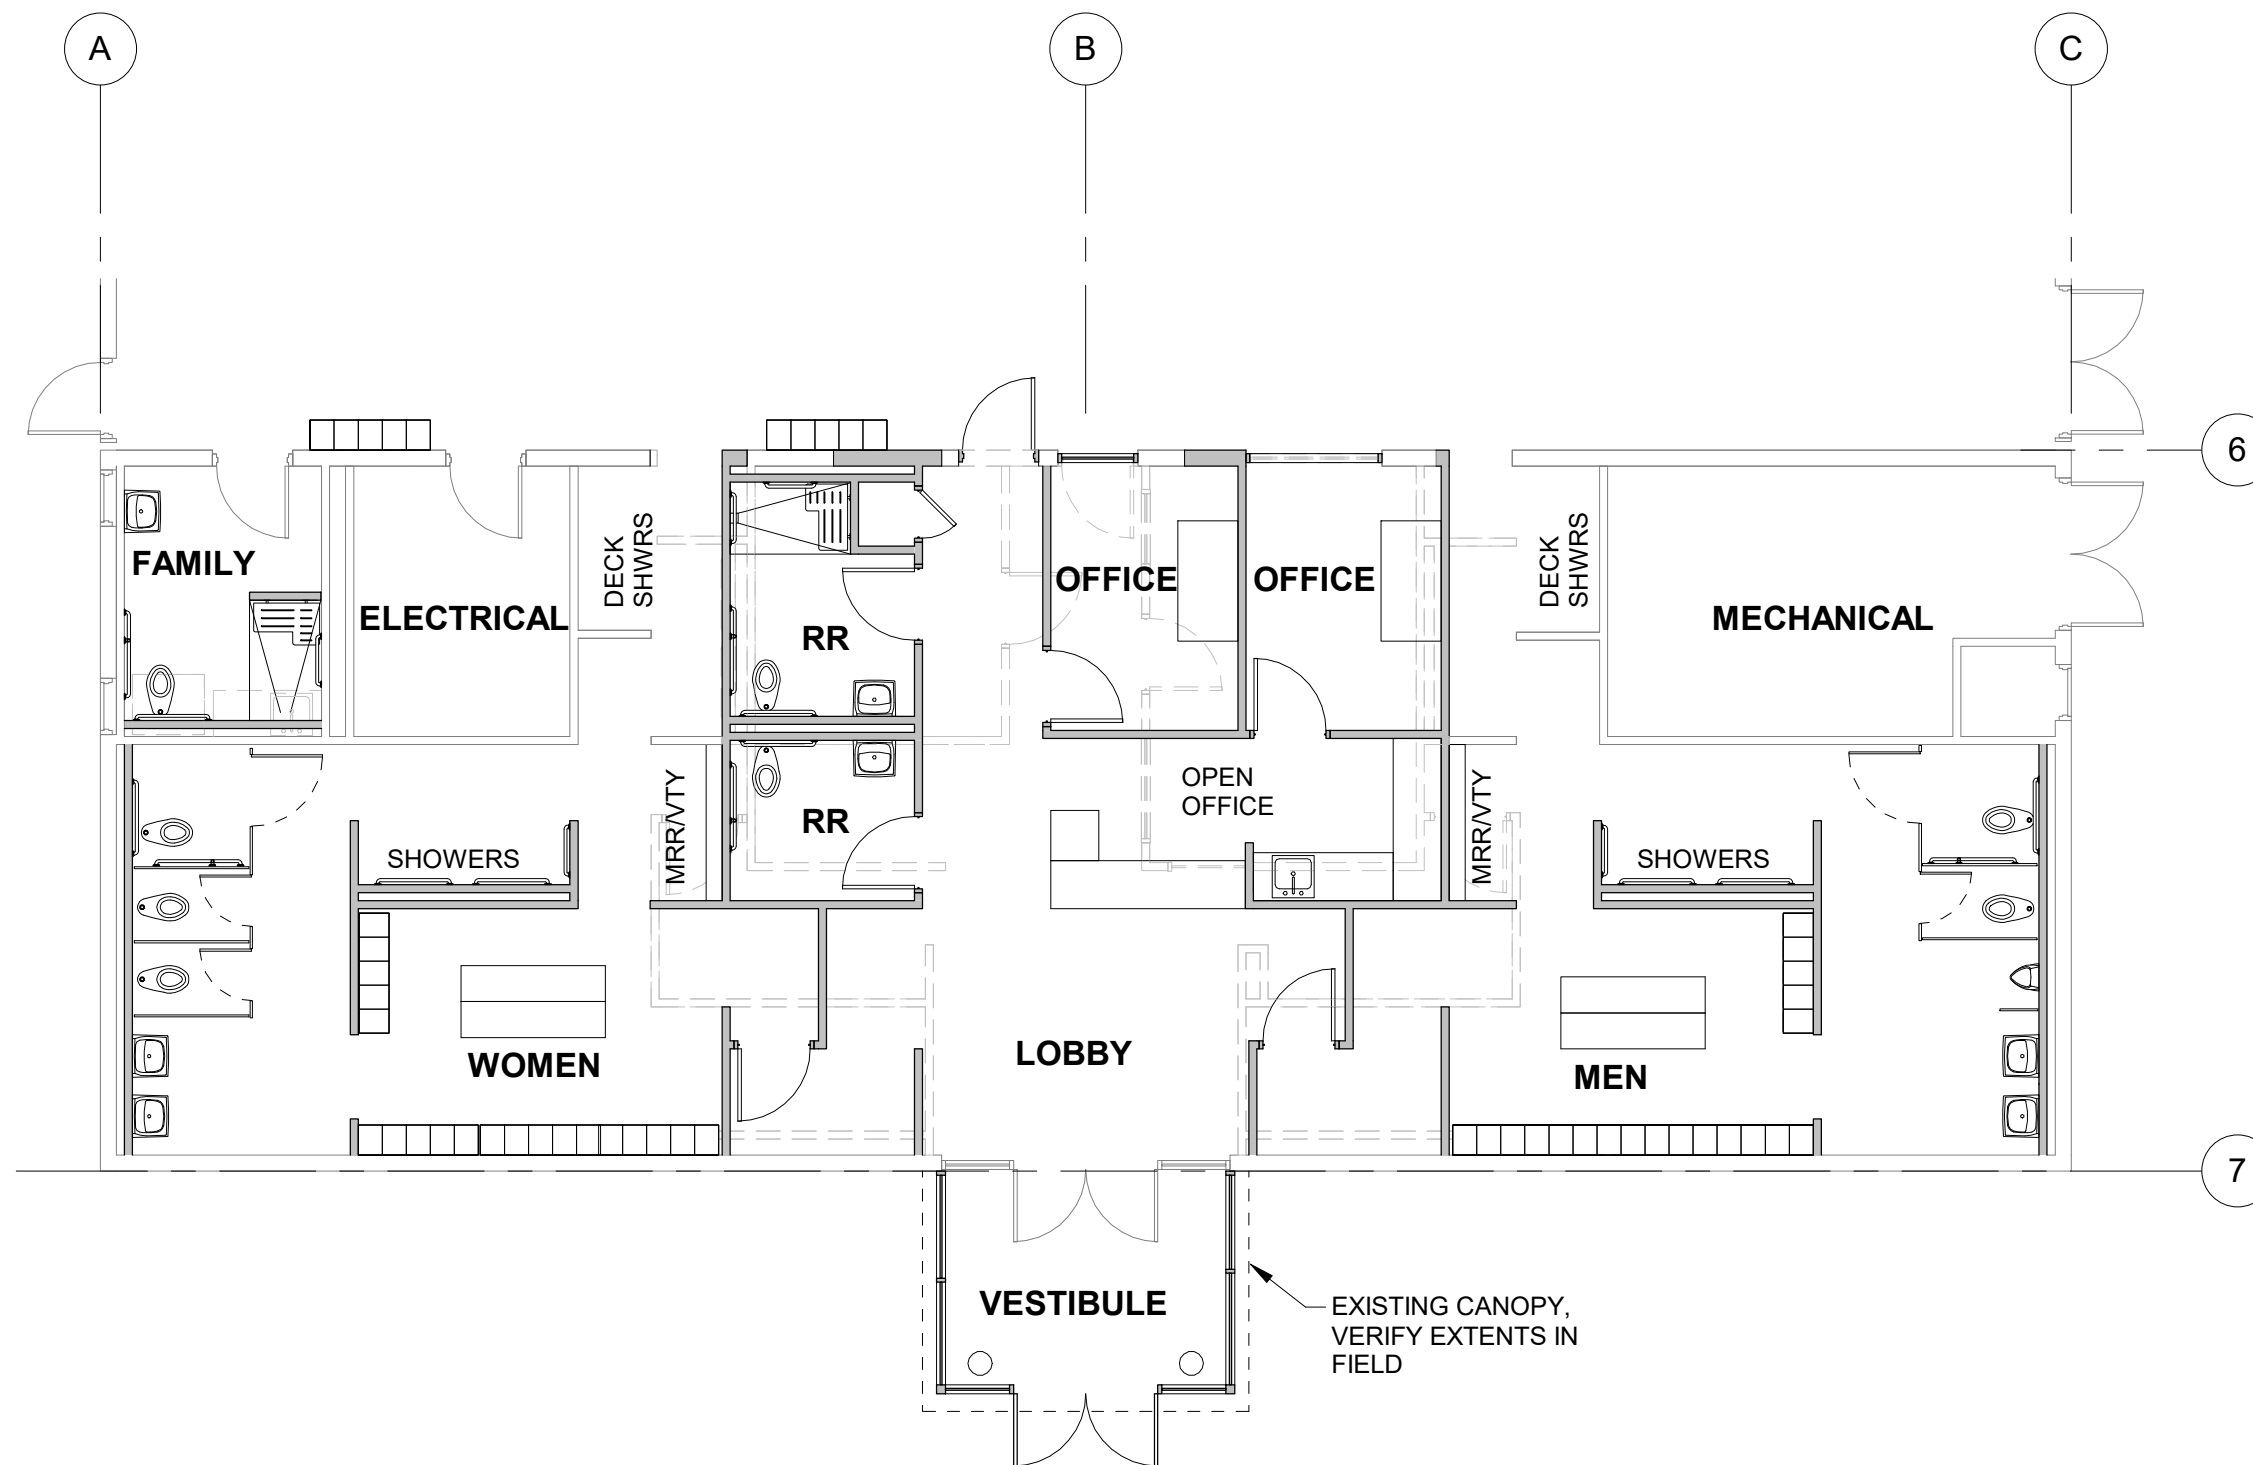 A
B
C
6
DECK
SHWRS
DECK
SHWRS
FAMILY
OFFICE
OFFICE
ELECTRICAL
MECHANICAL
RR
OPEN
OFFICE
MRR/VTY
RR
MRR/VTY
SHOWERS
SHOWERS
LOBBY
WOMEN
MEN
7
VESTIBULE
EXISTING CANOPY,
VERIFY EXTENTS IN
FIELD